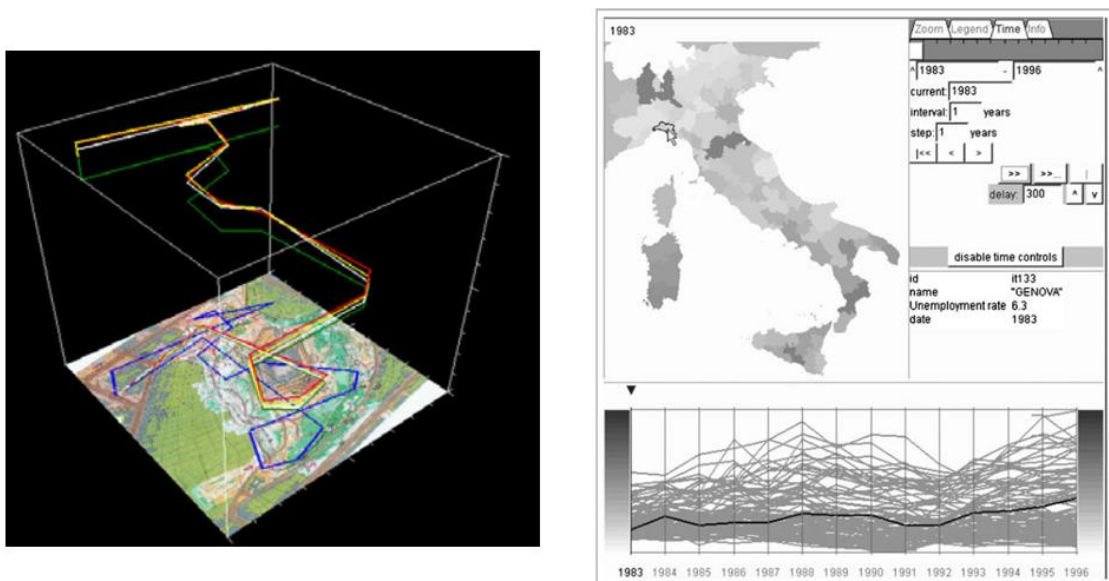 1983
Zoom Legend Time Info
^ 1983 - 1996 ^
current: 1983
interval: 1 years
step: 1 years
|<< < >
>> >>... |
delay: 300 ^ v
disable time controls
id it133
name "GENOVA"
Unemployment rate 6.3
date 1983
1983 1984 1985 1986 1987 1988 1989 1990 1991 1992 1993 1994 1995 1996